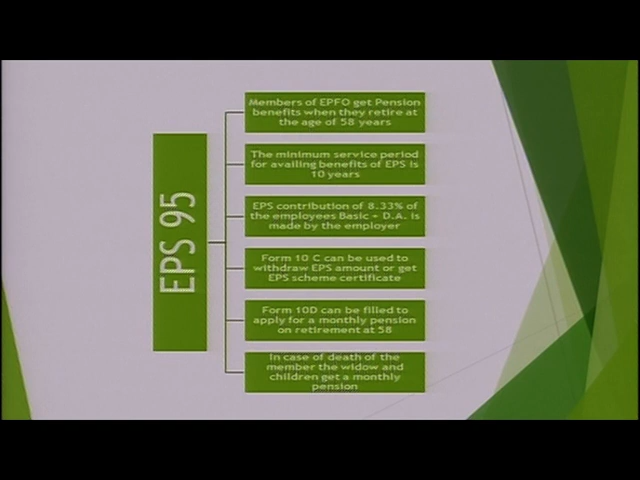 EPS 95
Members of EPFO get Pension
benefits when they retire at
the age of 58 years
The minimum service period
for availing benefits of EPS is
10 years
EPS contribution of 8.33% of
the employees Basic + D.A. is
made by the employer
Form 10 C can be used to
withdraw EPS amount or get
EPS scheme certificate
Form 10D can be filled to
apply for a monthly pension
on retirement at 58
In case of death of the
member the widow and
children get a monthly
pension